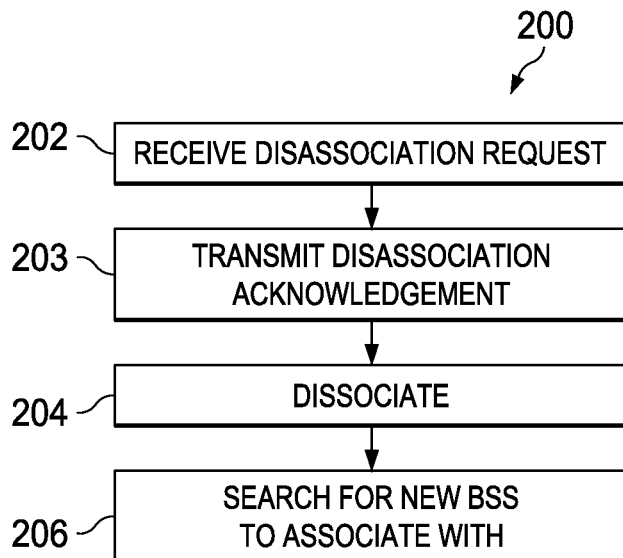 200
202 RECEIVE DISASSOCIATION REQUEST
203 TRANSMIT DISASSOCIATION
ACKNOWLEDGEMENT
204 DISSOCIATE
206 SEARCH FOR NEW BSS
TO ASSOCIATE WITH